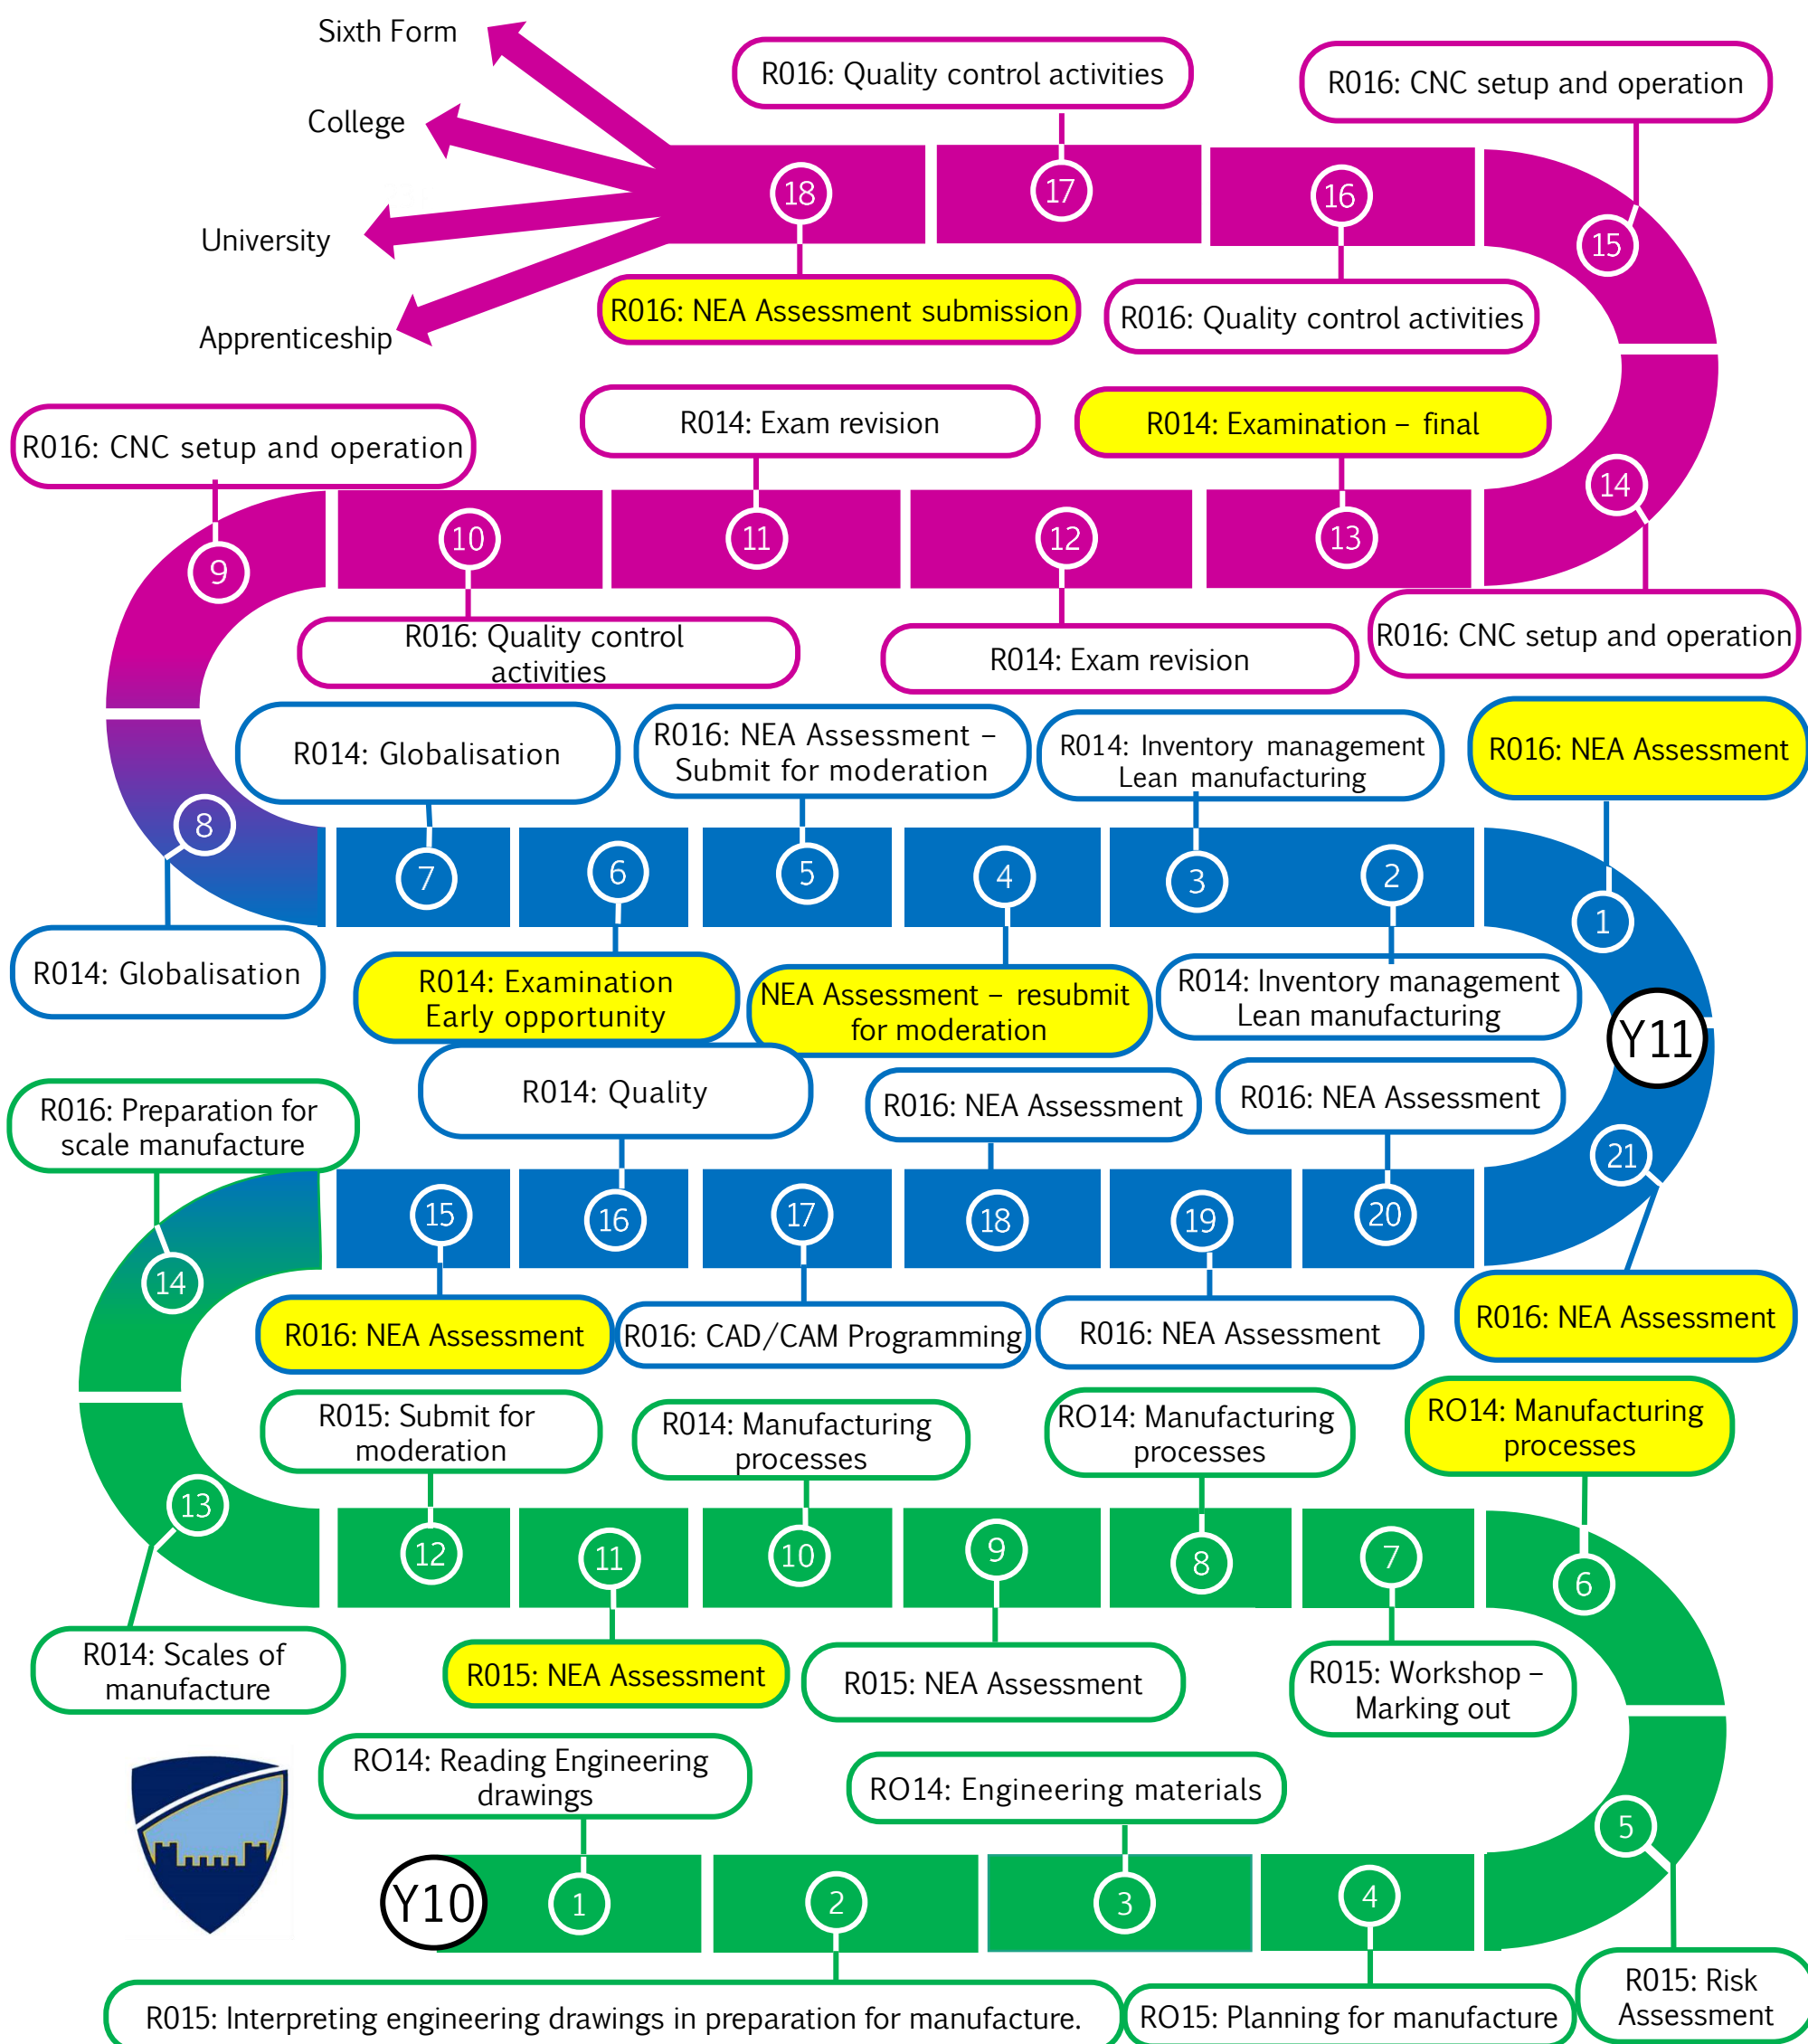 Sixth Form
College
University
Apprenticeship
R016: Quality control activities
R016: CNC setup and operation
18
17
16
15
R016: NEA Assessment submission
R016: Quality control activities
R016: CNC setup and operation
R014: Exam revision
R014: Examination – final
9
10
11
12
13
14
R016: Quality control
activities
R014: Exam revision
R016: CNC setup and operation
R014: Globalisation
R016: NEA Assessment –
Submit for moderation
R014: Inventory management
Lean manufacturing
R016: NEA Assessment
8
7
6
5
4
3
2
1
R014: Globalisation
R014: Examination
Early opportunity
NEA Assessment – resubmit
for moderation
R014: Inventory management
Lean manufacturing
Y11
R016: Preparation for
scale manufacture
R014: Quality
R016: NEA Assessment
R016: NEA Assessment
14
15
16
17
18
19
20
21
R016: NEA Assessment
R016: CAD/CAM Programming
R016: NEA Assessment
R016: NEA Assessment
R015: Submit for
moderation
R014: Manufacturing
processes
RO14: Manufacturing
processes
RO14: Manufacturing
processes
13
12
11
10
9
8
7
6
R014: Scales of
manufacture
R015: NEA Assessment
R015: NEA Assessment
R015: Workshop –
Marking out
RO14: Reading Engineering
drawings
RO14: Engineering materials
Y10
1
2
3
4
5
R015: Interpreting engineering drawings in preparation for manufacture.
RO15: Planning for manufacture
R015: Risk
Assessment